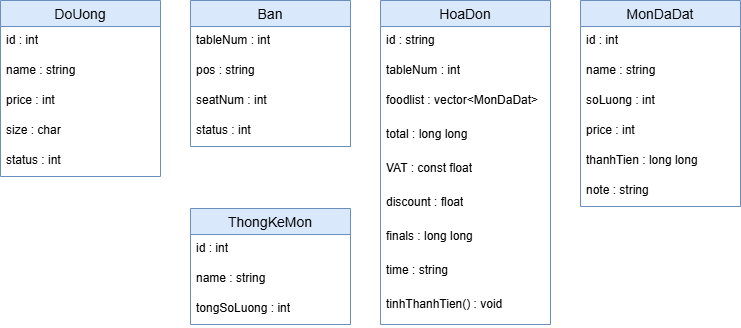 DoUong
id : int
name : string
price : int
size : char
status : int
Ban
tableNum : int
pos : string
seatNum : int
status : int
ThongKeMon
id : int
name : string
tongSoLuong : int
HoaDon
id : string
tableNum : int
foodlist : vector<MonDaDat>
total : long long
VAT : const float
discount : float
finals : long long
time : string
tinhThanhTien() : void
MonDaDat
id : int
name : string
soLuong : int
price : int
thanhTien : long long
note : string